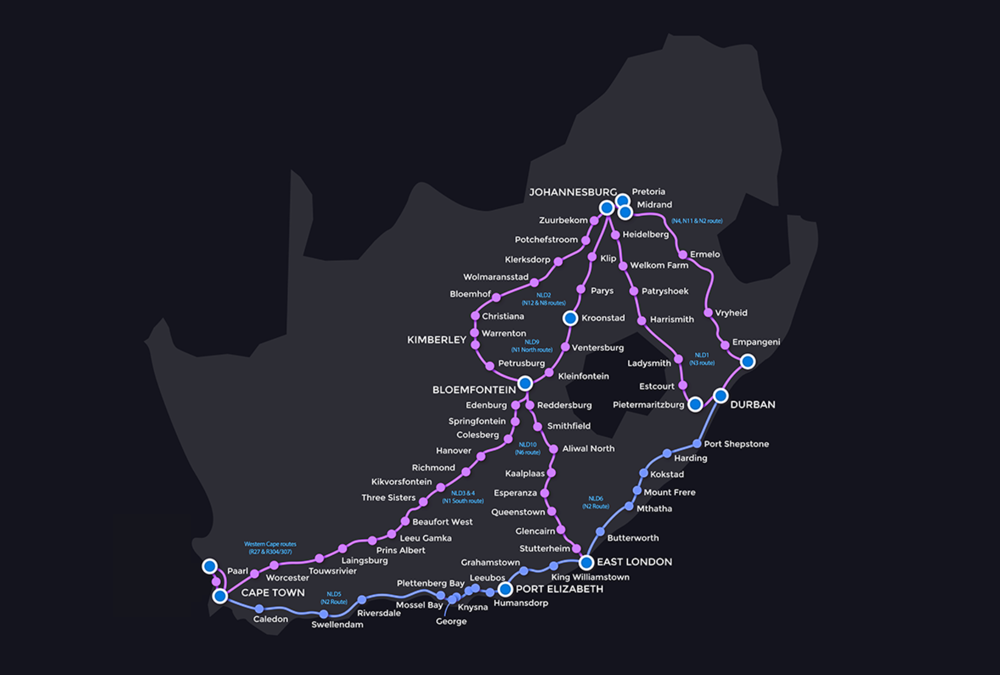 JOHANNESBURG
Pretoria
Midrand
Zuurbekom
(N4, N11 & N2 route)
Heidelberg
Potchefstroom
Ermelo
Klerksdorp
Klip
Welkom Farm
Wolmaransstad
Parys
Patryshoek
Bloemhof
NLD2
(N12 & N8 routes)
Christiana
Kroonstad
Harrismith
Vryheid
Warrenton
KIMBERLEY
NLD9
(N1 North route)
Ventersburg
Empangeni
Petrusburg
Ladysmith
NLD1
(N3 route)
Kleinfontein
BLOEMFONTEIN
Estcourt
Edenburg
Reddersburg
Pietermaritzburg
DURBAN
Springfontein
Smithfield
Colesberg
Port Shepstone
Hanover
NLD10
(N6 route)
Aliwal North
Harding
Richmond
Kaalplaas
Kokstad
Kikvorsfontein
NLD3 & 4
(N1 South route)
Esperanza
Mount Frere
Three Sisters
NLD6
(N2 Route)
Queenstown
Mthatha
Beaufort West
Glencairn
Leeu Gamka
Butterworth
Western Cape routes
(R27 & R304/307)
Prins Albert
Stutterheim
Laingsburg
Grahamstown
EAST LONDON
Paarl
Touwsrivier
Worcester
Leeubos
King Williamstown
Plettenberg Bay
CAPE TOWN
NLD5
(N2 Route)
PORT ELIZABETH
Mossel Bay
Knysna
Humansdorp
Riversdale
Caledon
Swellendam
George